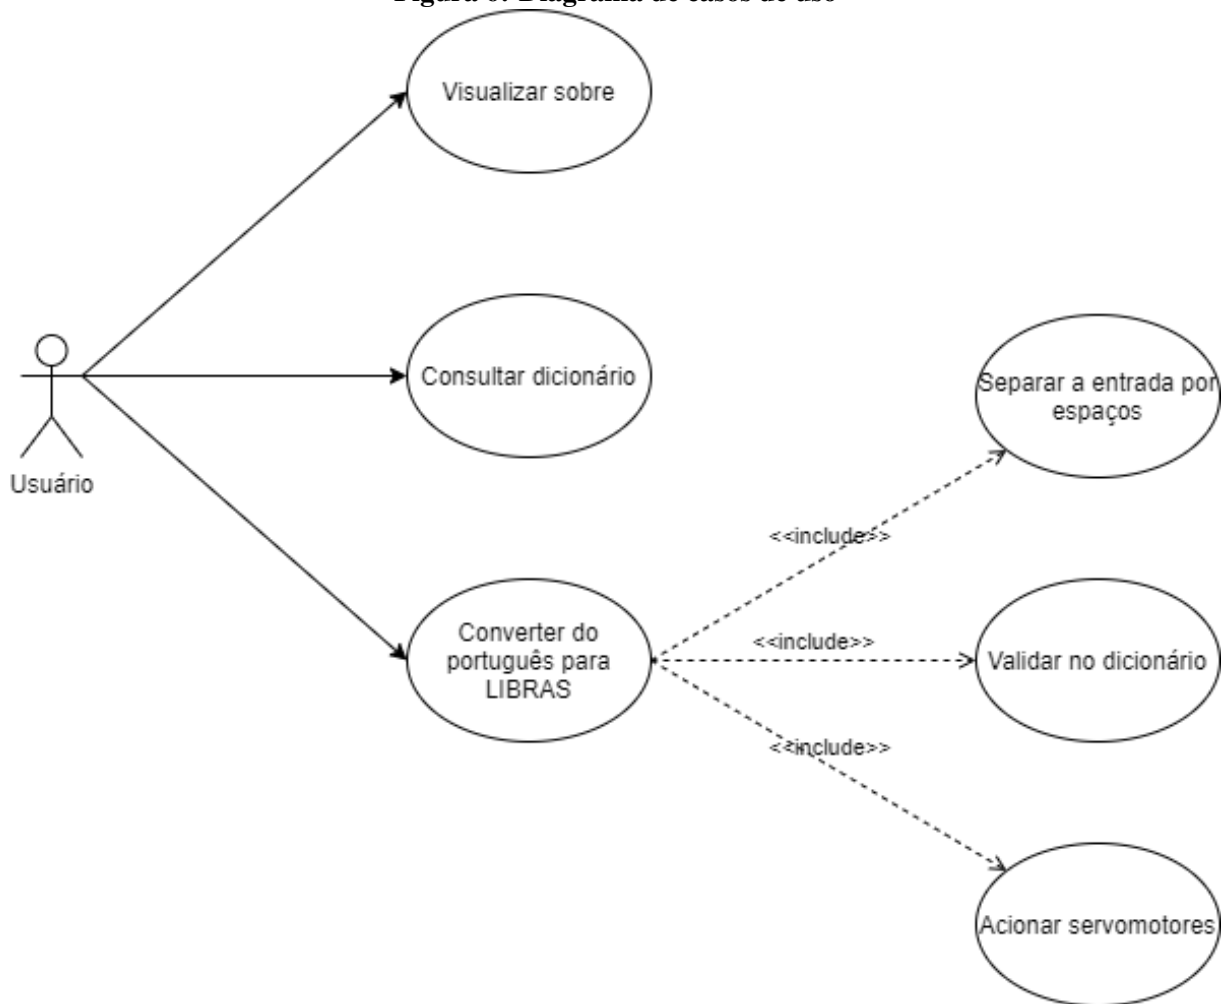 Figura 6: Diagrama de casos de uso
Visualizar sobre
Consultar dicionário
Separar a entrada por
espaços
Usuário
<<include>>
Converter do
português para
LIBRAS
<<include>>
Validar no dicionário
<<include>>
Acionar servomotores